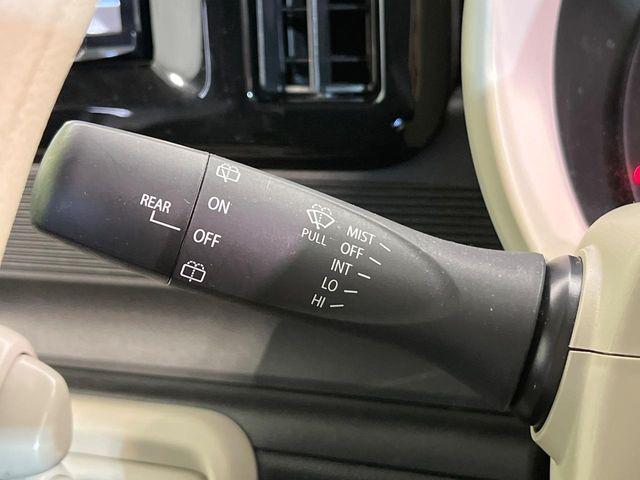 REAR
ON
OFF
PULL
MIST
OFF
INT
LO
HI